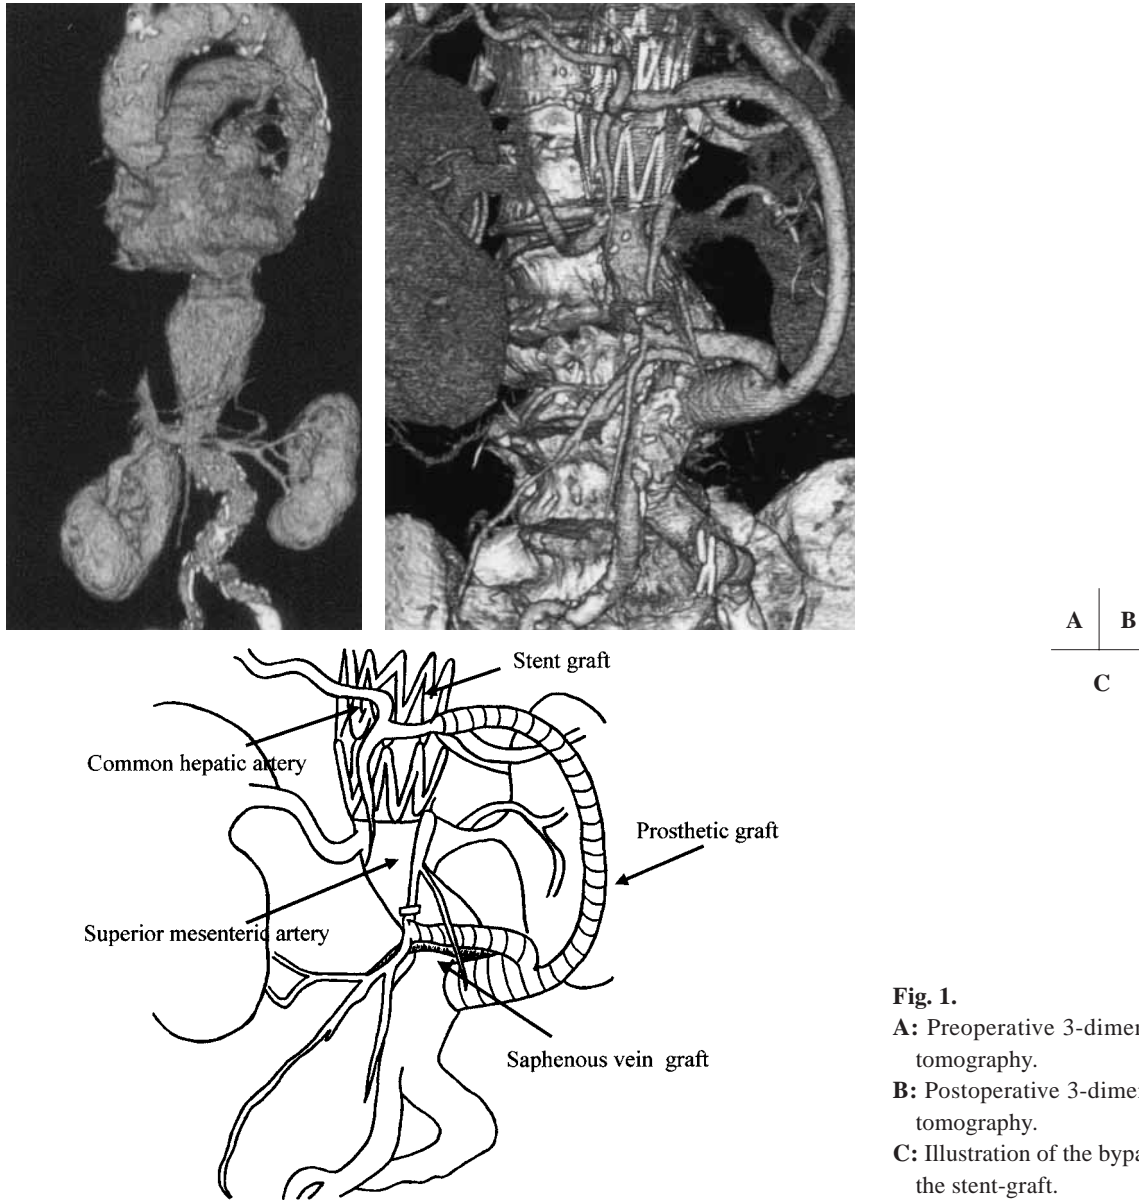 A B
C
Stent graft
Common hepatic artery
Prosthetic graft
Superior mesenteric artery
Saphenous vein graft
Fig. 1.
A: Preoperative 3-dimen
tomography.
B: Postoperative 3-dimen
tomography.
C: Illustration of the bypa
the stent-graft.